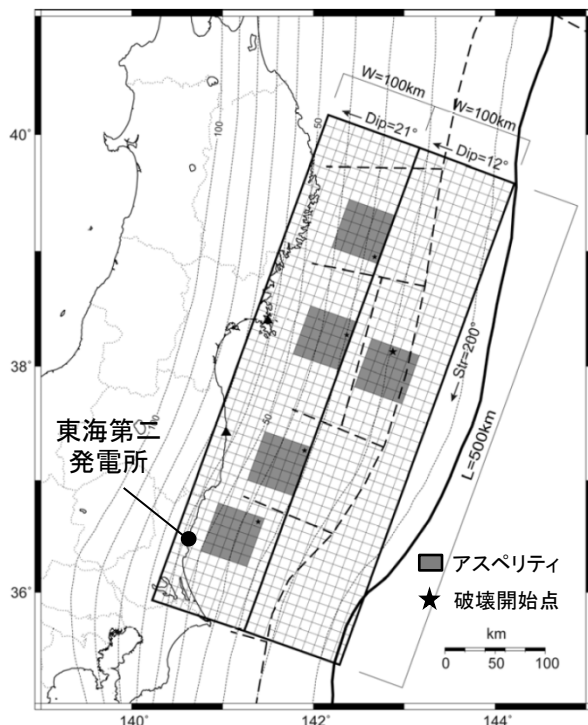 W=100km
W=100km
Dip=21°
Dip=12°
40°
100
50
38°
Str=200°
L=500km
東海第二
発電所
50
アスペリティ
36°
破壊開始点
km
0 50 100
140°
142°
144°